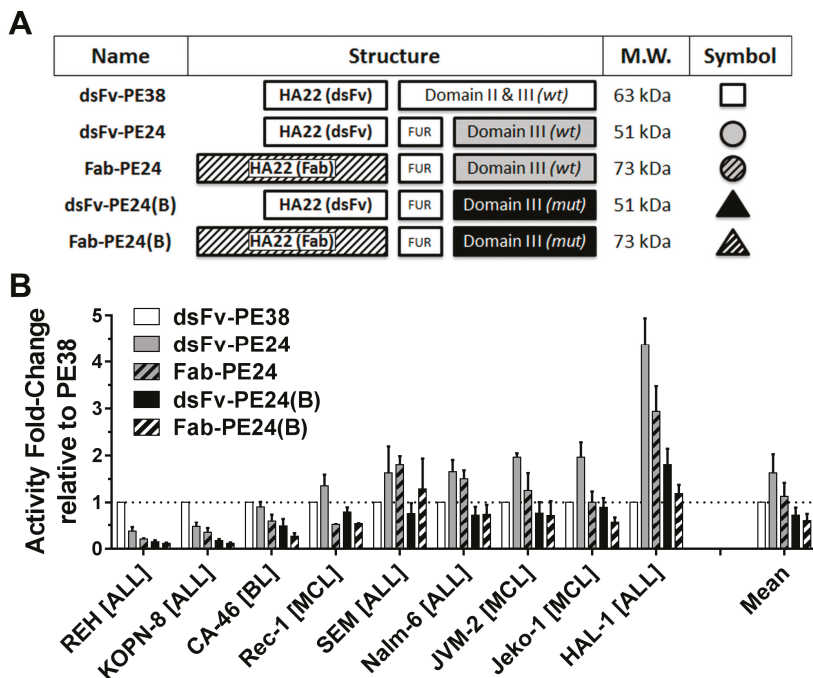 A
Name Structure M.W. Symbol
dsFv-PE38 HA22 (dsFv) Domain II & III (wt) 63 kDa
dsFv-PE24 HA22 (dsFv) FUR Domain III (wt) 51 kDa
Fab-PE24 HA22 (Fab) FUR Domain III (wt) 73 kDa
dsFv-PE24(B) HA22 (dsFv) FUR Domain III (mut) 51 kDa
Fab-PE24(B) HA22 (Fab) FUR Domain III (mut) 73 kDa
B
Activity Fold-Change
relative to PE38
5
4
3
2
1
0
dsFv-PE38
dsFv-PE24
Fab-PE24
dsFv-PE24(B)
Fab-PE24(B)
REH [ALL]
KOPN-8 [ALL]
CA-46 [BL]
Rec-1 [MCL]
SEM [ALL]
Nalm-6 [ALL]
JVM-2 [MCL]
Jeko-1 [MCL]
HAL-1 [ALL]
Mean